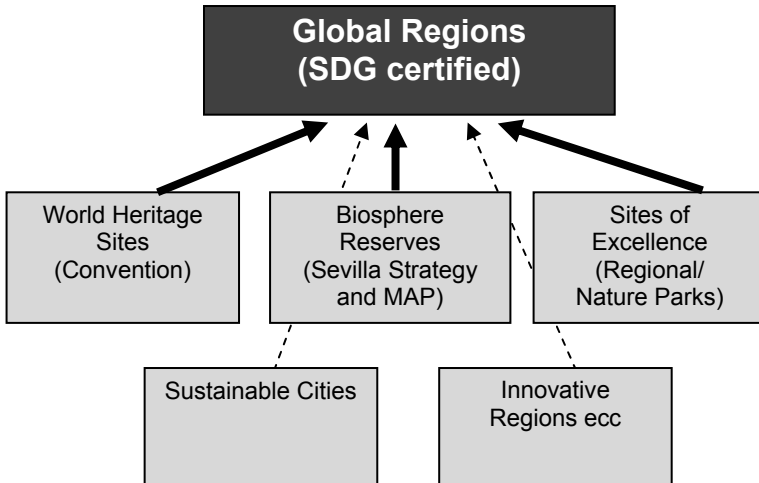 Global Regions
(SDG certified)
World Heritage
Sites
(Convention)
Biosphere
Reserves
(Sevilla Strategy
and MAP)
Sites of
Excellence
(Regional/
Nature Parks)
Sustainable Cities
Innovative
Regions ecc